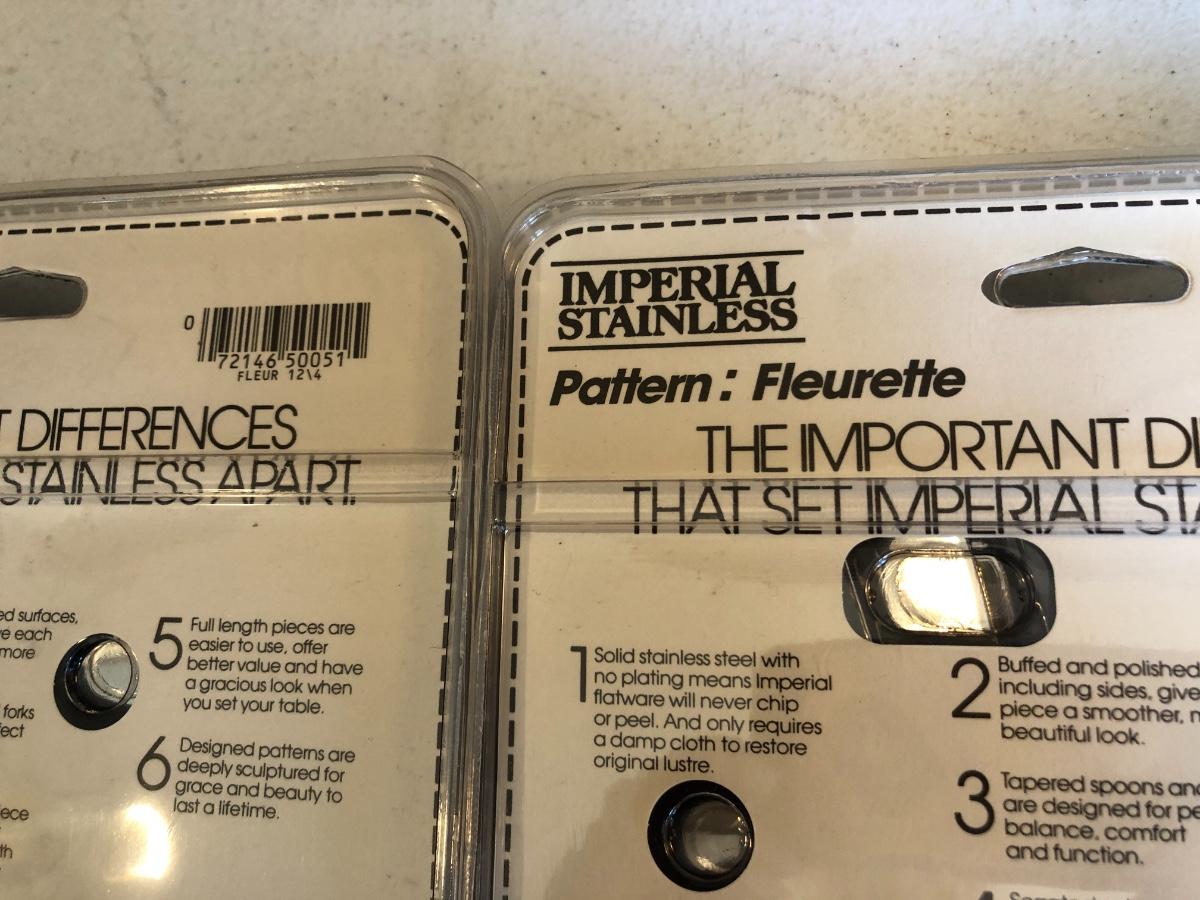 0
72146 50051
FLEUR 12\4
T DIFFERENCES
STAINLESS APART.
ed surfaces,
ve each
more
forks
fect
ece
th
5 Full length pieces are
easier to use, offer
better value and have
a gracious look when
you set your table.
6 Designed patterns are
deeply sculptured for
grace and beauty to
last a lifetime.
IMPERIAL
STAINLESS
Pattern: Fleurette
THE IMPORTANT DI
THAT SET IMPERIAL STA
1 Solid stainless steel with
no plating means Imperial
flatware will never chip
or peel. And only requires
a damp cloth to restore
original lustre.
2 Buffed and polished
including sides, give
piece a smoother, m
beautiful look.
3 Tapered spoons and
are designed for pe
balance, comfort
and function.